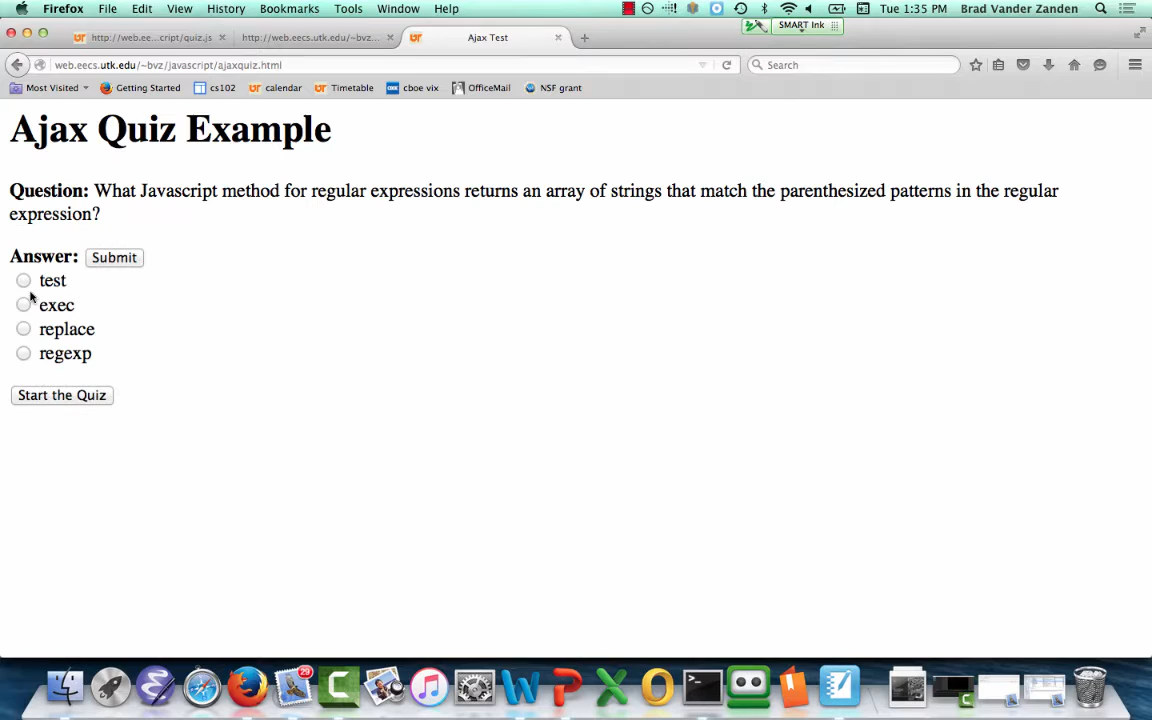 Firefox File Edit View History Bookmarks Tools Window Help Tue 1:35 PM Brad Vander Zanden
http://web.ee...cript/quiz.js http://web.eecs.utk.edu/~bvz... Ajax Test SMART Ink
web.eecs.utk.edu/~bvz/javascript/ajaxquiz.html Search
Most Visited Getting Started cs102 calendar Timetable cboe vix OfficeMail NSF grant
Ajax Quiz Example
Question: What Javascript method for regular expressions returns an array of strings that match the parenthesized patterns in the regular
expression?
Answer: Submit
test
exec
replace
regexp
Start the Quiz
29